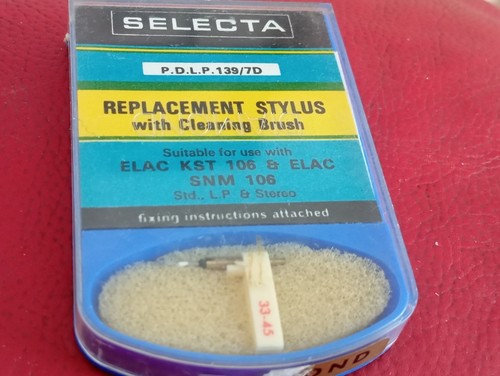 SELECTA
P.D.L.P.139/7D
REPLACEMENT STYLUS
with Cleaning Brush
Suitable for use with
ELAC KST 106 & ELAC
SNM 106
Std., L.P. & Stereo
fixing instructions attached
33-45
OND